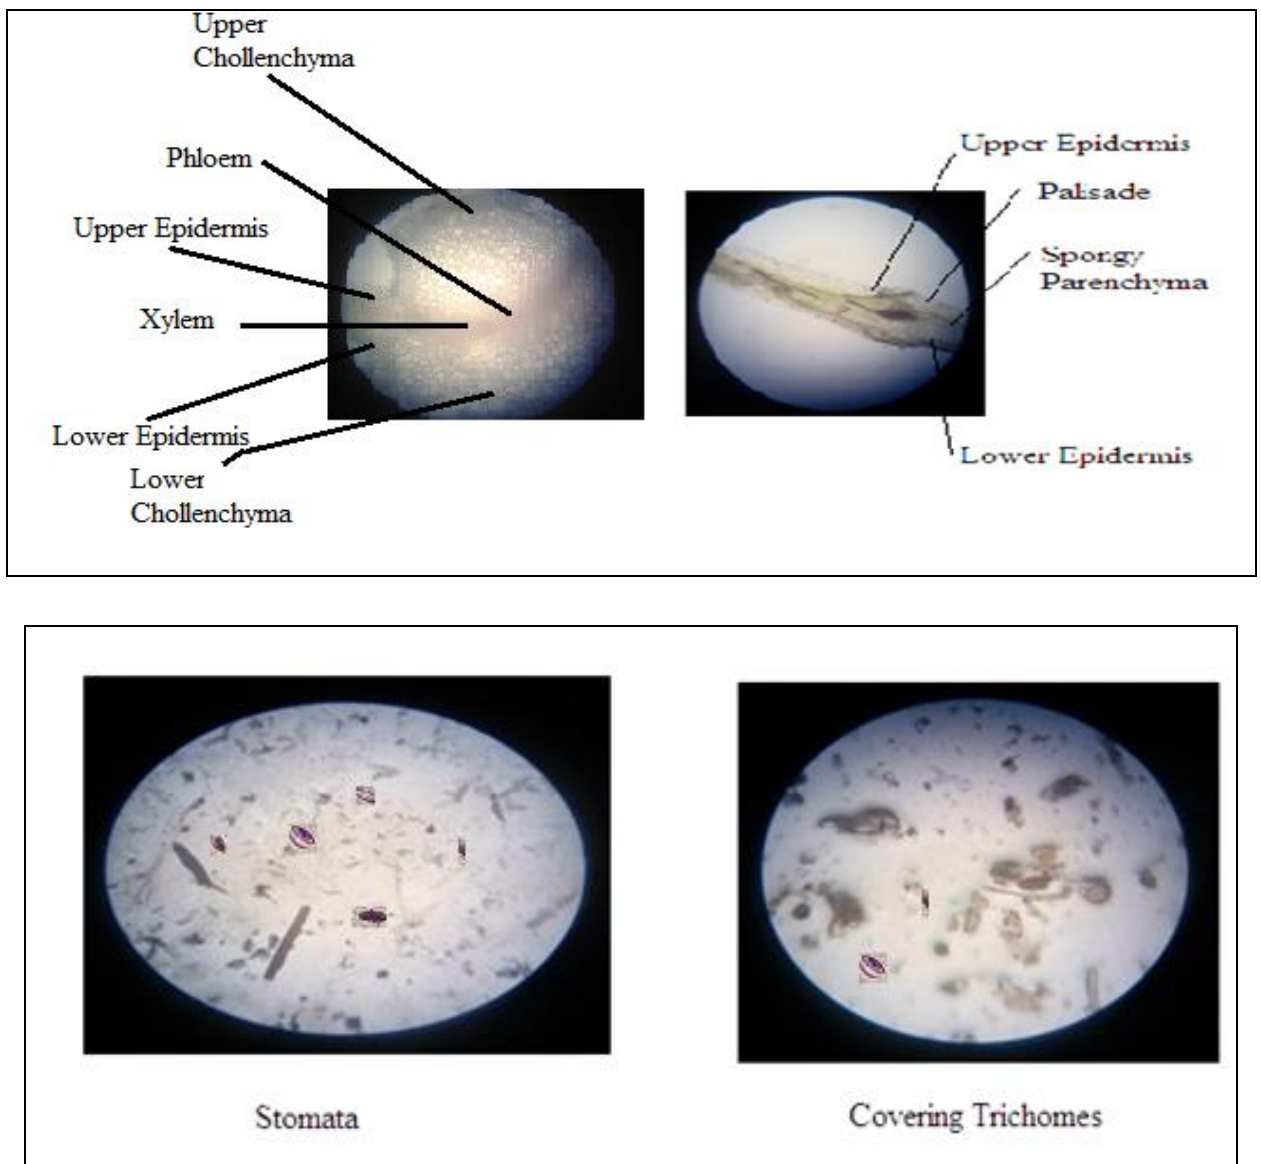 Upper
Chollenchyma
Phloem
Upper Epidermis
Xylem
Lower Epidermis
Lower
Chollenchyma
Upper Epidermis
Palisade
Spongy
Parenchyma
Lower Epidermis
Stomata
Covering Trichomes